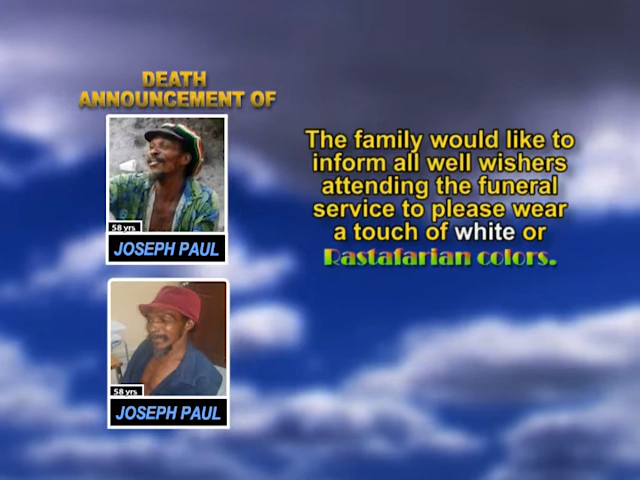 DEATH
ANNOUNCEMENT OF
58 yrs
JOSEPH PAUL
58 yrs
JOSEPH PAUL
The family would like to
inform all well wishers
attending the funeral
service to please wear
a touch of white or
Rastafarian colors.